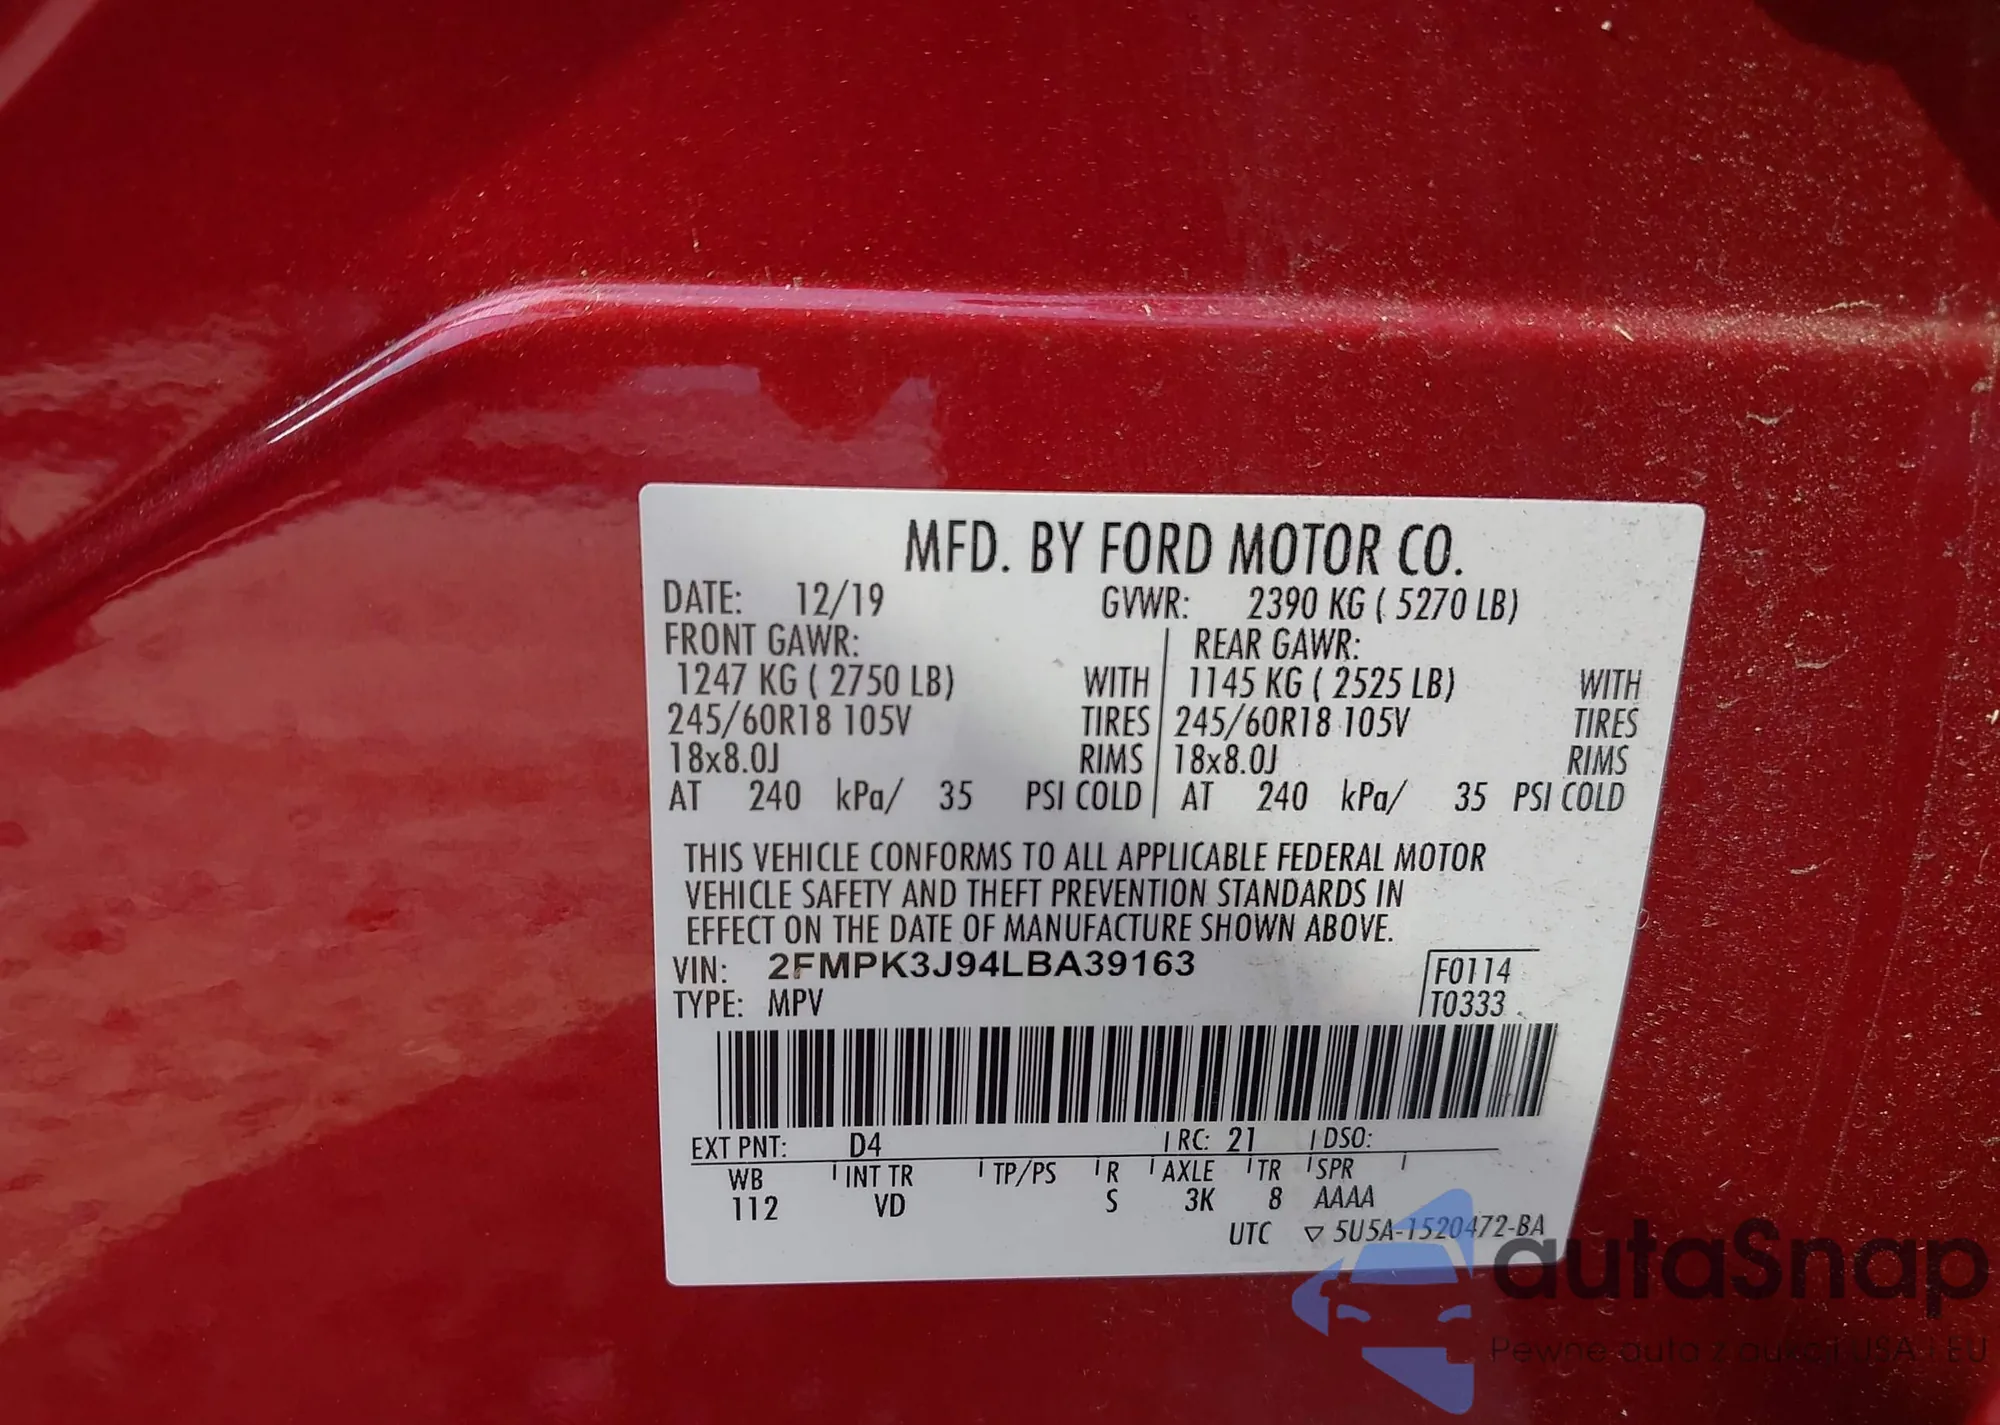 MFD. BY FORD MOTOR CO.
DATE: 12/19 GVWR: 2390 KG ( 5270 LB)
FRONT GAWR: REAR GAWR:
1247 KG ( 2750 LB) WITH 1145 KG ( 2525 LB) WITH
245/60R18 105V TIRES 245/60R18 105V TIRES
18x8.0J RIMS 18x8.0J RIMS
AT 240 kPa/ 35 PSI COLD AT 240 kPa/ 35 PSI COLD
THIS VEHICLE CONFORMS TO ALL APPLICABLE FEDERAL MOTOR
VEHICLE SAFETY AND THEFT PREVENTION STANDARDS IN
EFFECT ON THE DATE OF MANUFACTURE SHOWN ABOVE.
VIN: 2FMPK3J94LBA39163 F0114
TYPE: MPV T0333
EXT PNT: D4 RC: 21 DSO:
WB INT TR TP/PS R AXLE TR SPR
112 VD S 3K 8 AAAA
UTC ▽ 5U5A-1520472-BA
autaSnap
Pewne auta z aukcji USA i EU